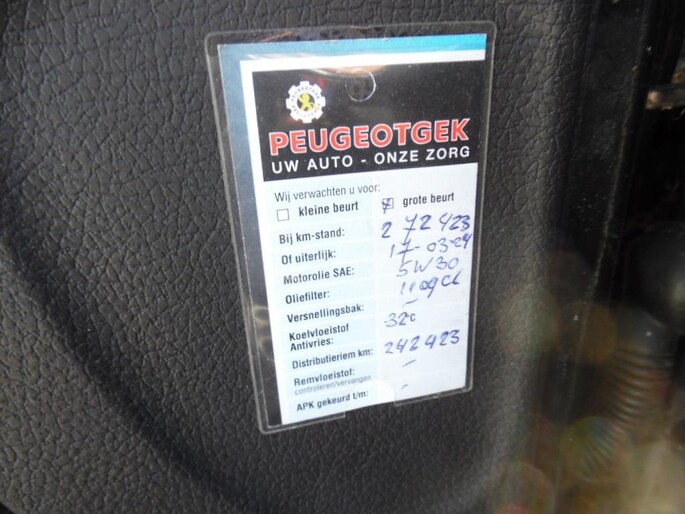 PEUGEOTGEK
UW AUTO - ONZE ZORG
Wij verwachten u voor:
☐ kleine beurt ☒ grote beurt
Bij km-stand: 272423
Of uiterlijk: 17-03-24
Motorolie SAE: 5W30
Oliefilter: 1109CL
Versnellingsbak: -
Koelvloeistof
Antivries: -32°c
Distributieriem km: 242423
Remvloeistof: -
controleren/vervangen
APK gekeurd t/m: -